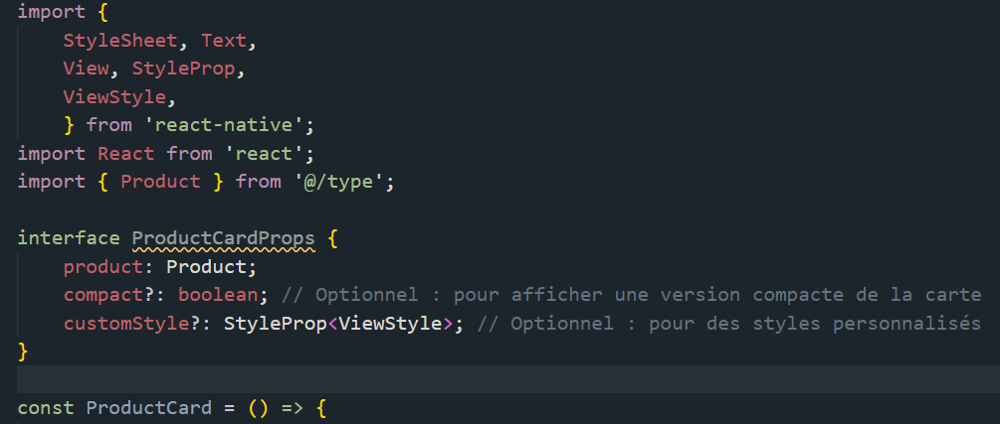 import {
    StyleSheet, Text,
    View, StyleProp,
    ViewStyle,
    } from 'react-native';
import React from 'react';
import { Product } from '@/type';

interface ProductCardProps {
    product: Product;
    compact?: boolean; // Optionnel : pour afficher une version compacte de la carte
    customStyle?: StyleProp<ViewStyle>; // Optionnel : pour des styles personnalisés
}

const ProductCard = () => {